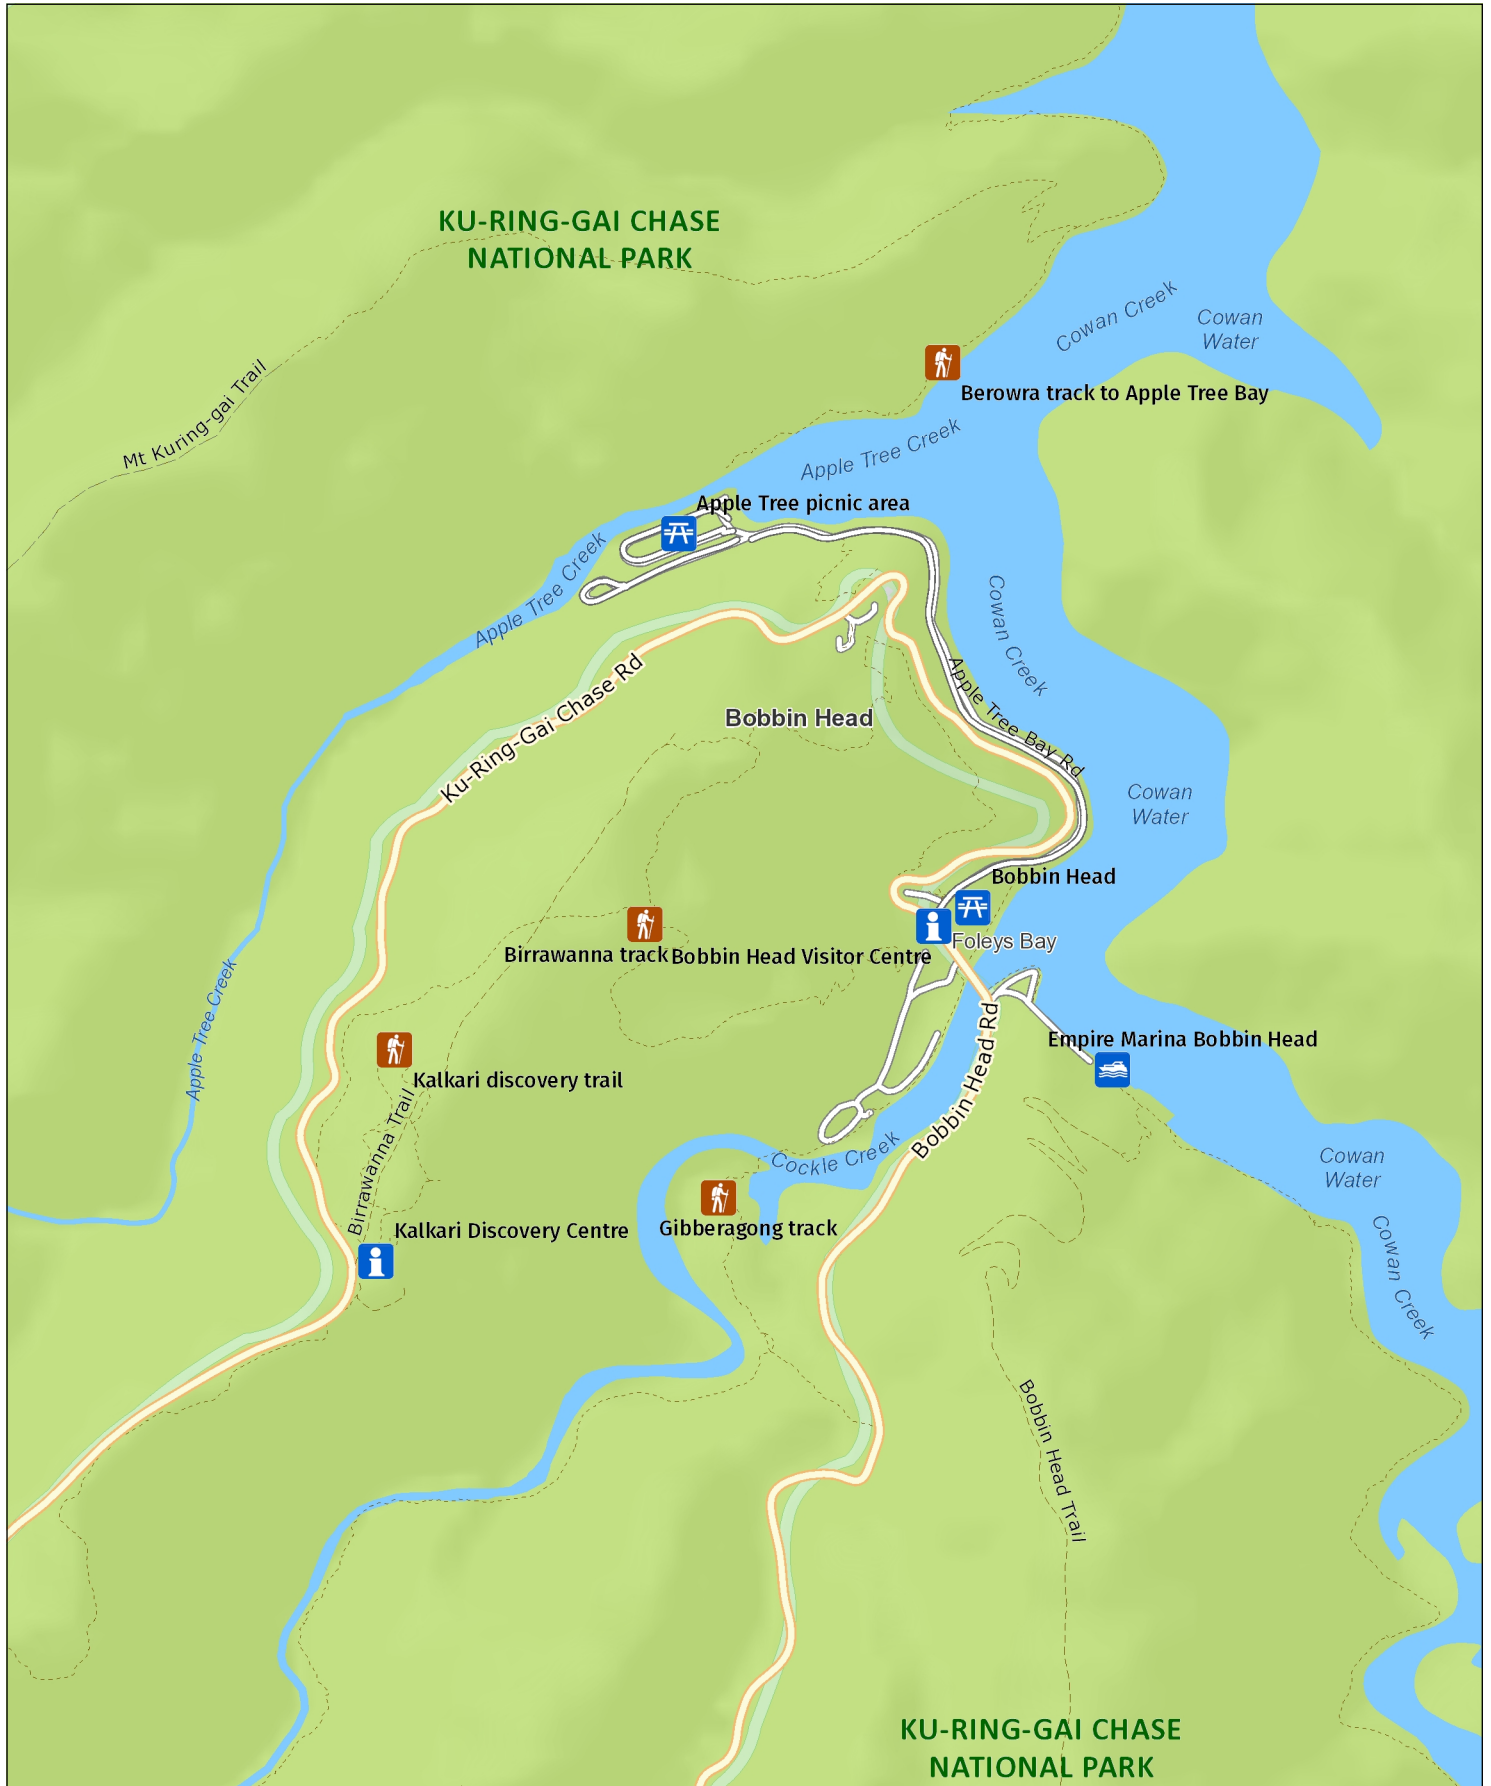 KU-RING-GAI CHASE
NATIONAL PARK
Cowan Creek
Cowan
Water
Mt Kuring-gai Trail
Berowra track to Apple Tree Bay
Apple Tree Creek
Apple Tree picnic area
Apple Tree Creek
Cowan Creek
Ku-Ring-Gai Chase Rd
Apple Tree Bay Rd
Bobbin Head
Cowan
Water
Bobbin Head
Foleys Bay
Birrawanna track
Bobbin Head Visitor Centre
Apple Tree Creek
Bobbin Head Rd
Empire Marina Bobbin Head
Kalkari discovery trail
Birrawanna Trail
Cockle Creek
Cowan
Water
Gibberagong track
Kalkari Discovery Centre
Cowan Creek
Bobbin Head Trail
KU-RING-GAI CHASE
NATIONAL PARK